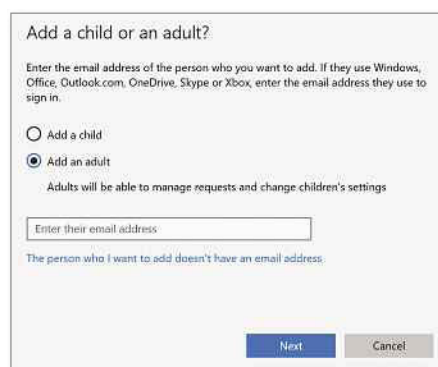 Add a child or an adult?
Enter the email address of the person who you want to add. If they use Windows,
Office, Outlook.com, OneDrive, Skype or Xbox, enter the email address they use to
sign in.
Add a child
Add an adult
Adults will be able to manage requests and change children's settings
Enter their email address
The person who I want to add doesn't have an email address
Next
Cancel